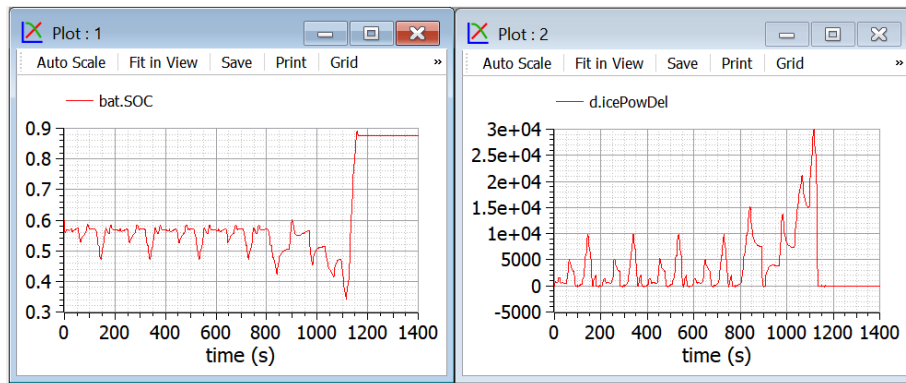 Plot : 1
Auto Scale Fit in View Save Print Grid »
bat.SOC
0.9
0.8
0.7
0.6
0.5
0.4
0.3
0 200 400 600 800 1000 1200 1400
time (s)
Plot : 2
Auto Scale Fit in View Save Print Grid »
d.icePowDel
3e+04
2.5e+04
2e+04
1.5e+04
1e+04
5000
0
-5000
0 200 400 600 800 1000 1200 1400
time (s)